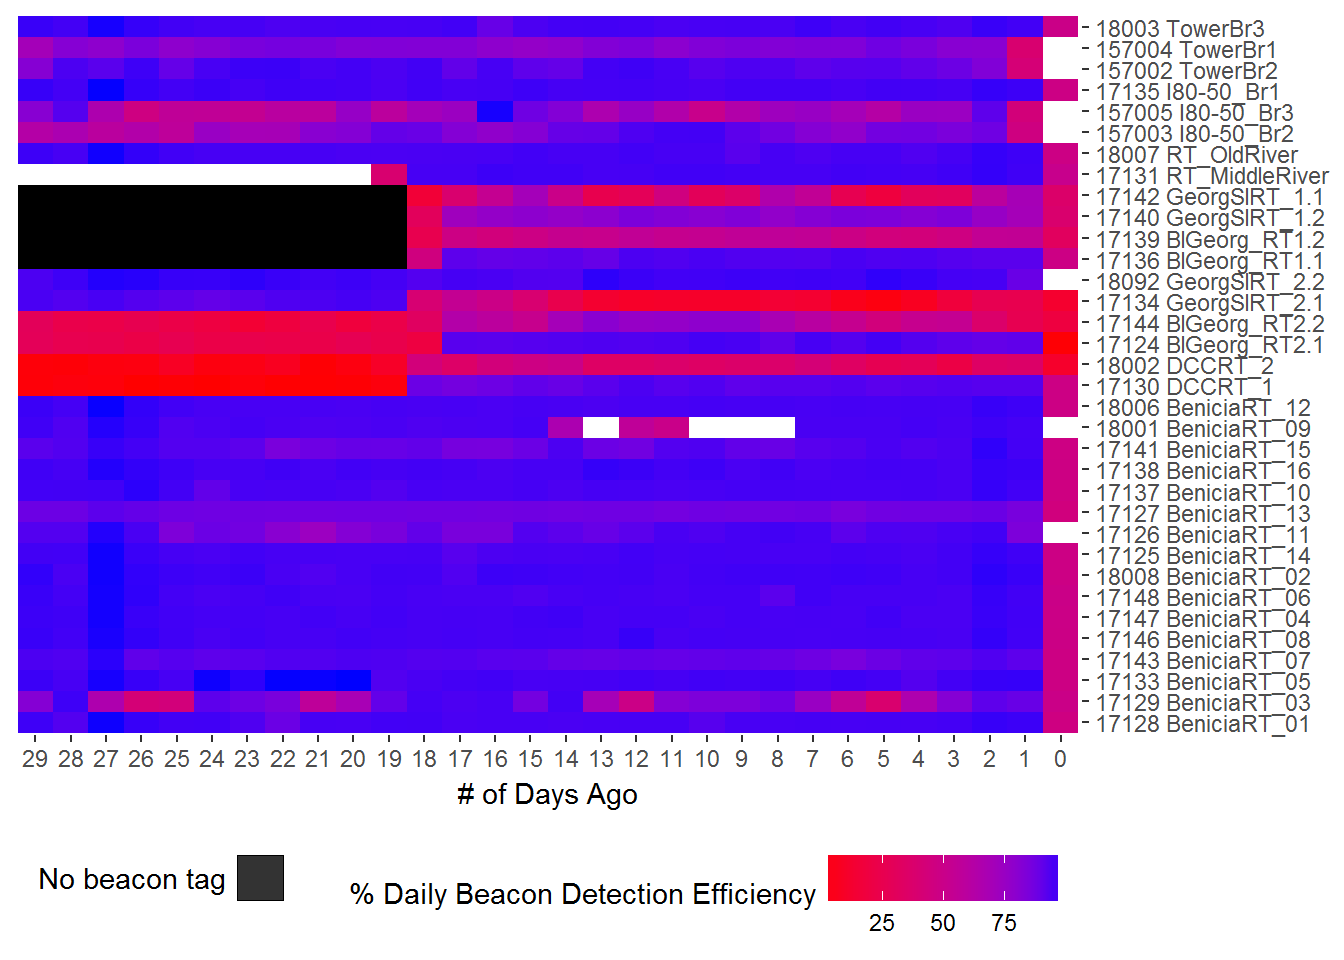 18003 TowerBr3
157004 TowerBr1
157002 TowerBr2
17135 I80-50_Br1
157005 I80-50_Br3
157003 I80-50_Br2
18007 RT_OldRiver
17131 RT_MiddleRiver
17142 GeorgSlRT_1.1
17140 GeorgSlRT_1.2
17139 BlGeorg_RT1.2
17136 BlGeorg_RT1.1
18092 GeorgSlRT_2.2
17134 GeorgSlRT_2.1
17144 BlGeorg_RT2.2
17124 BlGeorg_RT2.1
18002 DCCRT_2
17130 DCCRT_1
18006 BeniciaRT_12
18001 BeniciaRT_09
17141 BeniciaRT_15
17138 BeniciaRT_16
17137 BeniciaRT_10
17127 BeniciaRT_13
17126 BeniciaRT_11
17125 BeniciaRT_14
18008 BeniciaRT_02
17148 BeniciaRT_06
17147 BeniciaRT_04
17146 BeniciaRT_08
17143 BeniciaRT_07
17133 BeniciaRT_05
17129 BeniciaRT_03
17128 BeniciaRT_01
29 28 27 26 25 24 23 22 21 20 19 18 17 16 15 14 13 12 11 10 9 8 7 6 5 4 3 2 1 0
# of Days Ago
No beacon tag
% Daily Beacon Detection Efficiency
25 50 75